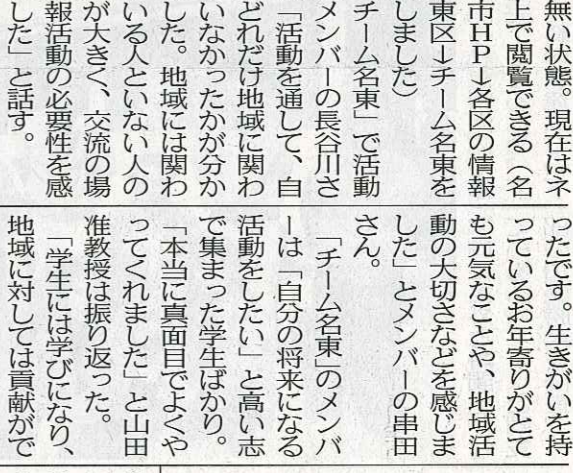 無い状態。現在はネ
上で閲覧できる（名
市ＨＰ→各区の情報
東区→チーム名東を
しました）
チーム名東」で活動
メンバーの長谷川さ
「活動を通して、自
どれだけ地域に関わ
いなかったかが分か
した。地域には関わ
いる人といない人の
が大きく、交流の場
報活動の必要性を感
した」と話す。
ったです。生きがいを持
っているお年寄りがとて
も元気なことや、地域活
動の大切さなどを感じま
した」とメンバーの串田
さん。
「チーム名東」のメンバ
ーは「自分の将来になる
活動をしたい」と高い志
で集まった学生ばかり。
「本当に真面目でよくや
ってくれました」と山田
准教授は振り返った。
「学生には学びになり、
地域に対しては貢献がで